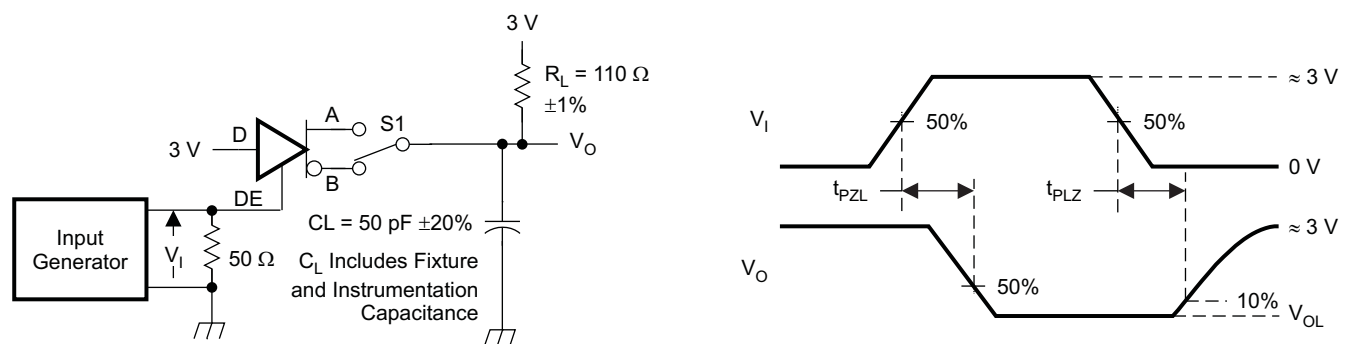 3 V
R_L = 110 Ω
±1%
A
S1
D
3 V
V_O
B
DE
Input
Generator
V_I
50 Ω
CL = 50 pF ±20%
C_L Includes Fixture
and Instrumentation
Capacitance
≈ 3 V
V_I
50%
50%
0 V
t_PZL
t_PLZ
≈ 3 V
V_O
50%
10%
V_OL